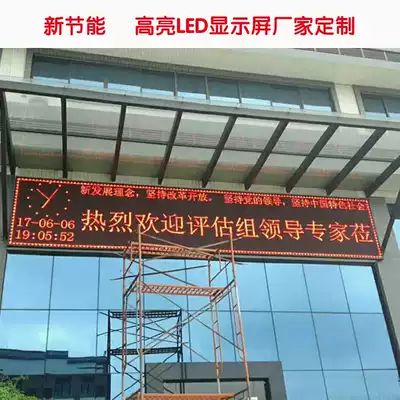 新节能 高亮LED显示屏厂家定制
新发展理念，坚持改革开放。 坚持党的领导，坚持中国特色社会
17-06-06
19:05:52
热烈欢迎评估组领导专家莅